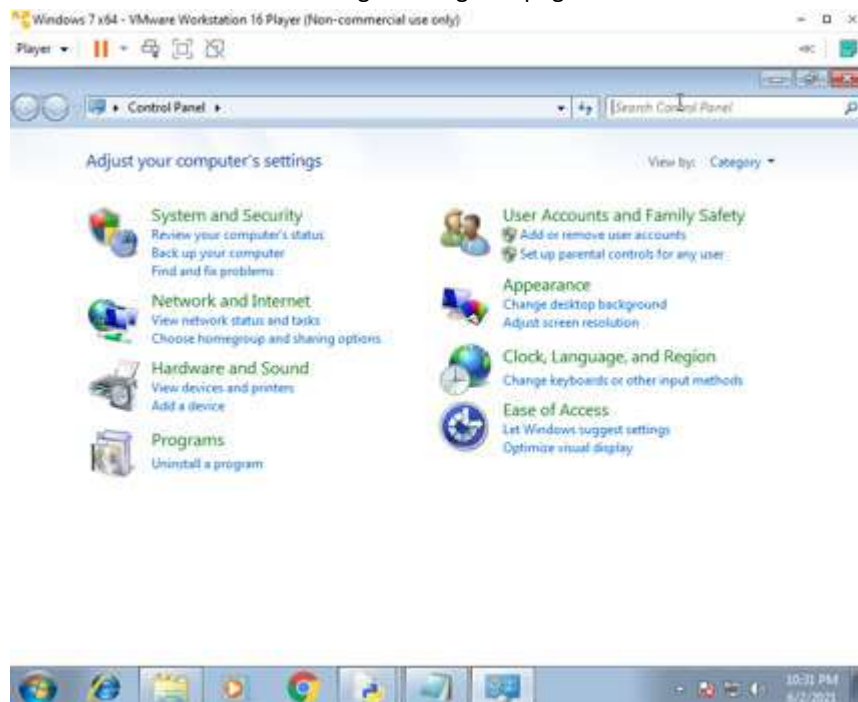 Windows 7 x64 - VMware Workstation 16 Player (Non-commercial use only)
Player
Control Panel
Search Control Panel
Adjust your computer's settings
View by: Category
System and Security
Review your computer's status
Back up your computer
Find and fix problems
Network and Internet
View network status and tasks
Choose homegroup and sharing options
Hardware and Sound
View devices and printers
Add a device
Programs
Uninstall a program
User Accounts and Family Safety
Add or remove user accounts
Set up parental controls for any user
Appearance
Change desktop background
Adjust screen resolution
Clock, Language, and Region
Change keyboards or other input methods
Ease of Access
Let Windows suggest settings
Optimize visual display
10:31 PM
6/2/2021